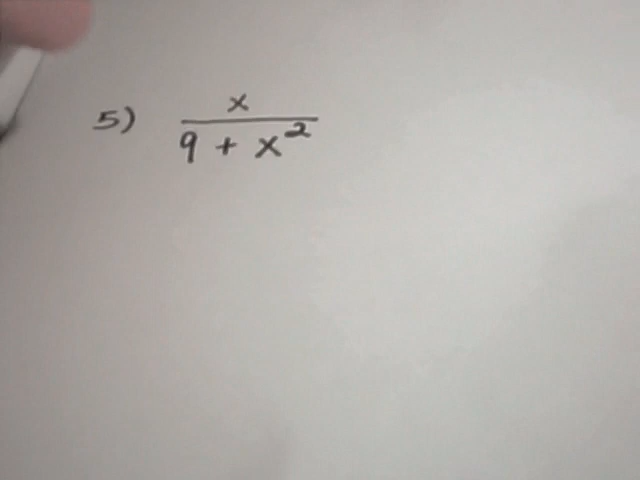 5) x / 9 + x²